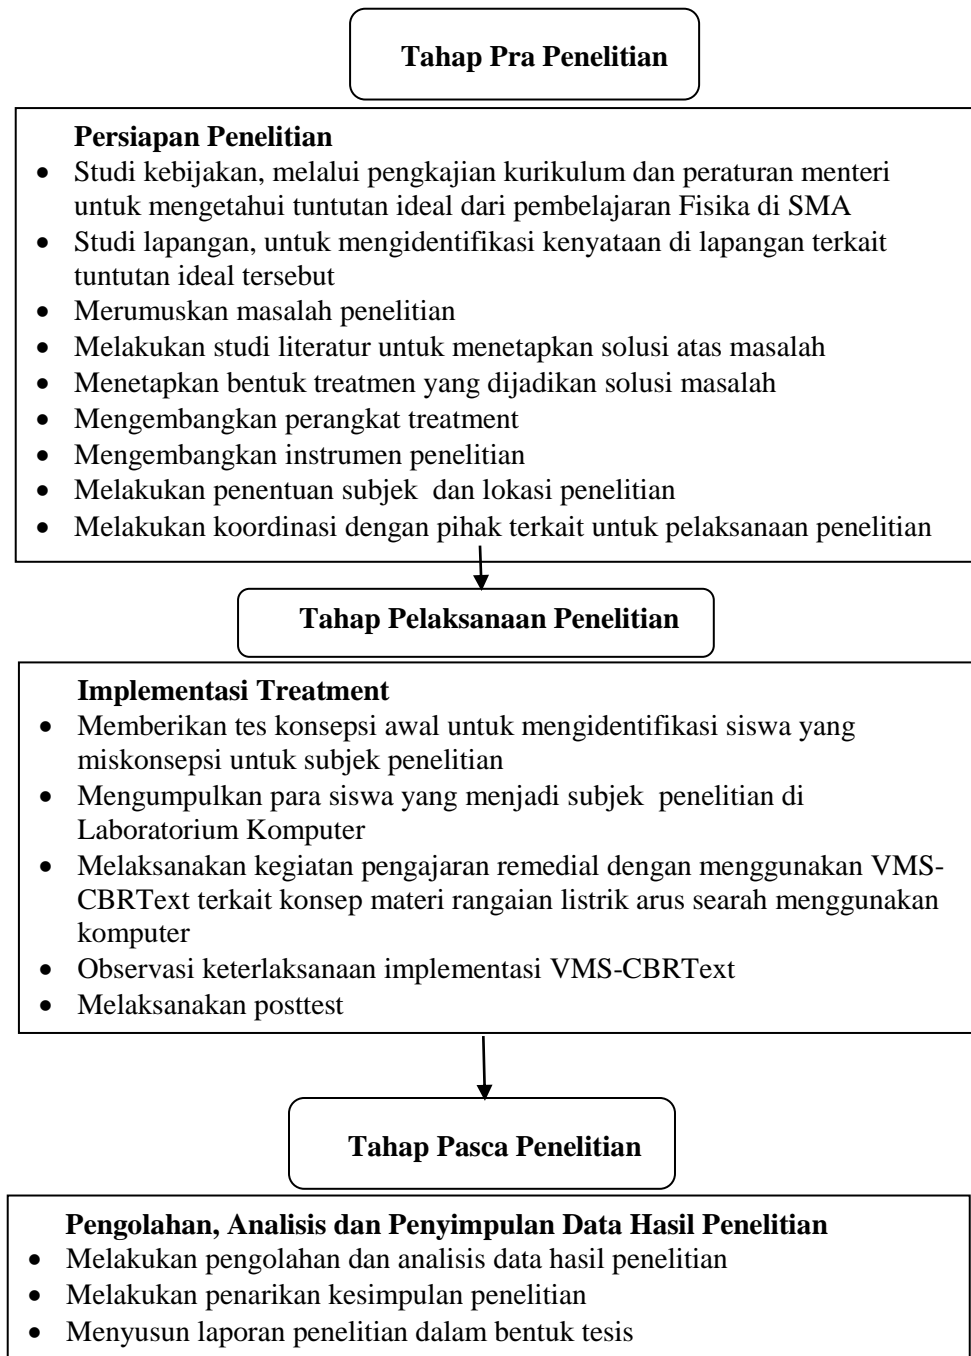 Tahap Pra Penelitian
Persiapan Penelitian
• Studi kebijakan, melalui pengkajian kurikulum dan peraturan menteri
untuk mengetahui tuntutan ideal dari pembelajaran Fisika di SMA
• Studi lapangan, untuk mengidentifikasi kenyataan di lapangan terkait
tuntutan ideal tersebut
• Merumuskan masalah penelitian
• Melakukan studi literatur untuk menetapkan solusi atas masalah
• Menetapkan bentuk treatmen yang dijadikan solusi masalah
• Mengembangkan perangkat treatment
• Mengembangkan instrumen penelitian
• Melakukan penentuan subjek dan lokasi penelitian
• Melakukan koordinasi dengan pihak terkait untuk pelaksanaan penelitian
Tahap Pelaksanaan Penelitian
Implementasi Treatment
• Memberikan tes konsepsi awal untuk mengidentifikasi siswa yang
miskonsepsi untuk subjek penelitian
• Mengumpulkan para siswa yang menjadi subjek penelitian di
Laboratorium Komputer
• Melaksanakan kegiatan pengajaran remedial dengan menggunakan VMS-
CBRText terkait konsep materi rangaian listrik arus searah menggunakan
komputer
• Observasi keterlaksanaan implementasi VMS-CBRText
• Melaksanakan posttest
Tahap Pasca Penelitian
Pengolahan, Analisis dan Penyimpulan Data Hasil Penelitian
• Melakukan pengolahan dan analisis data hasil penelitian
• Melakukan penarikan kesimpulan penelitian
• Menyusun laporan penelitian dalam bentuk tesis